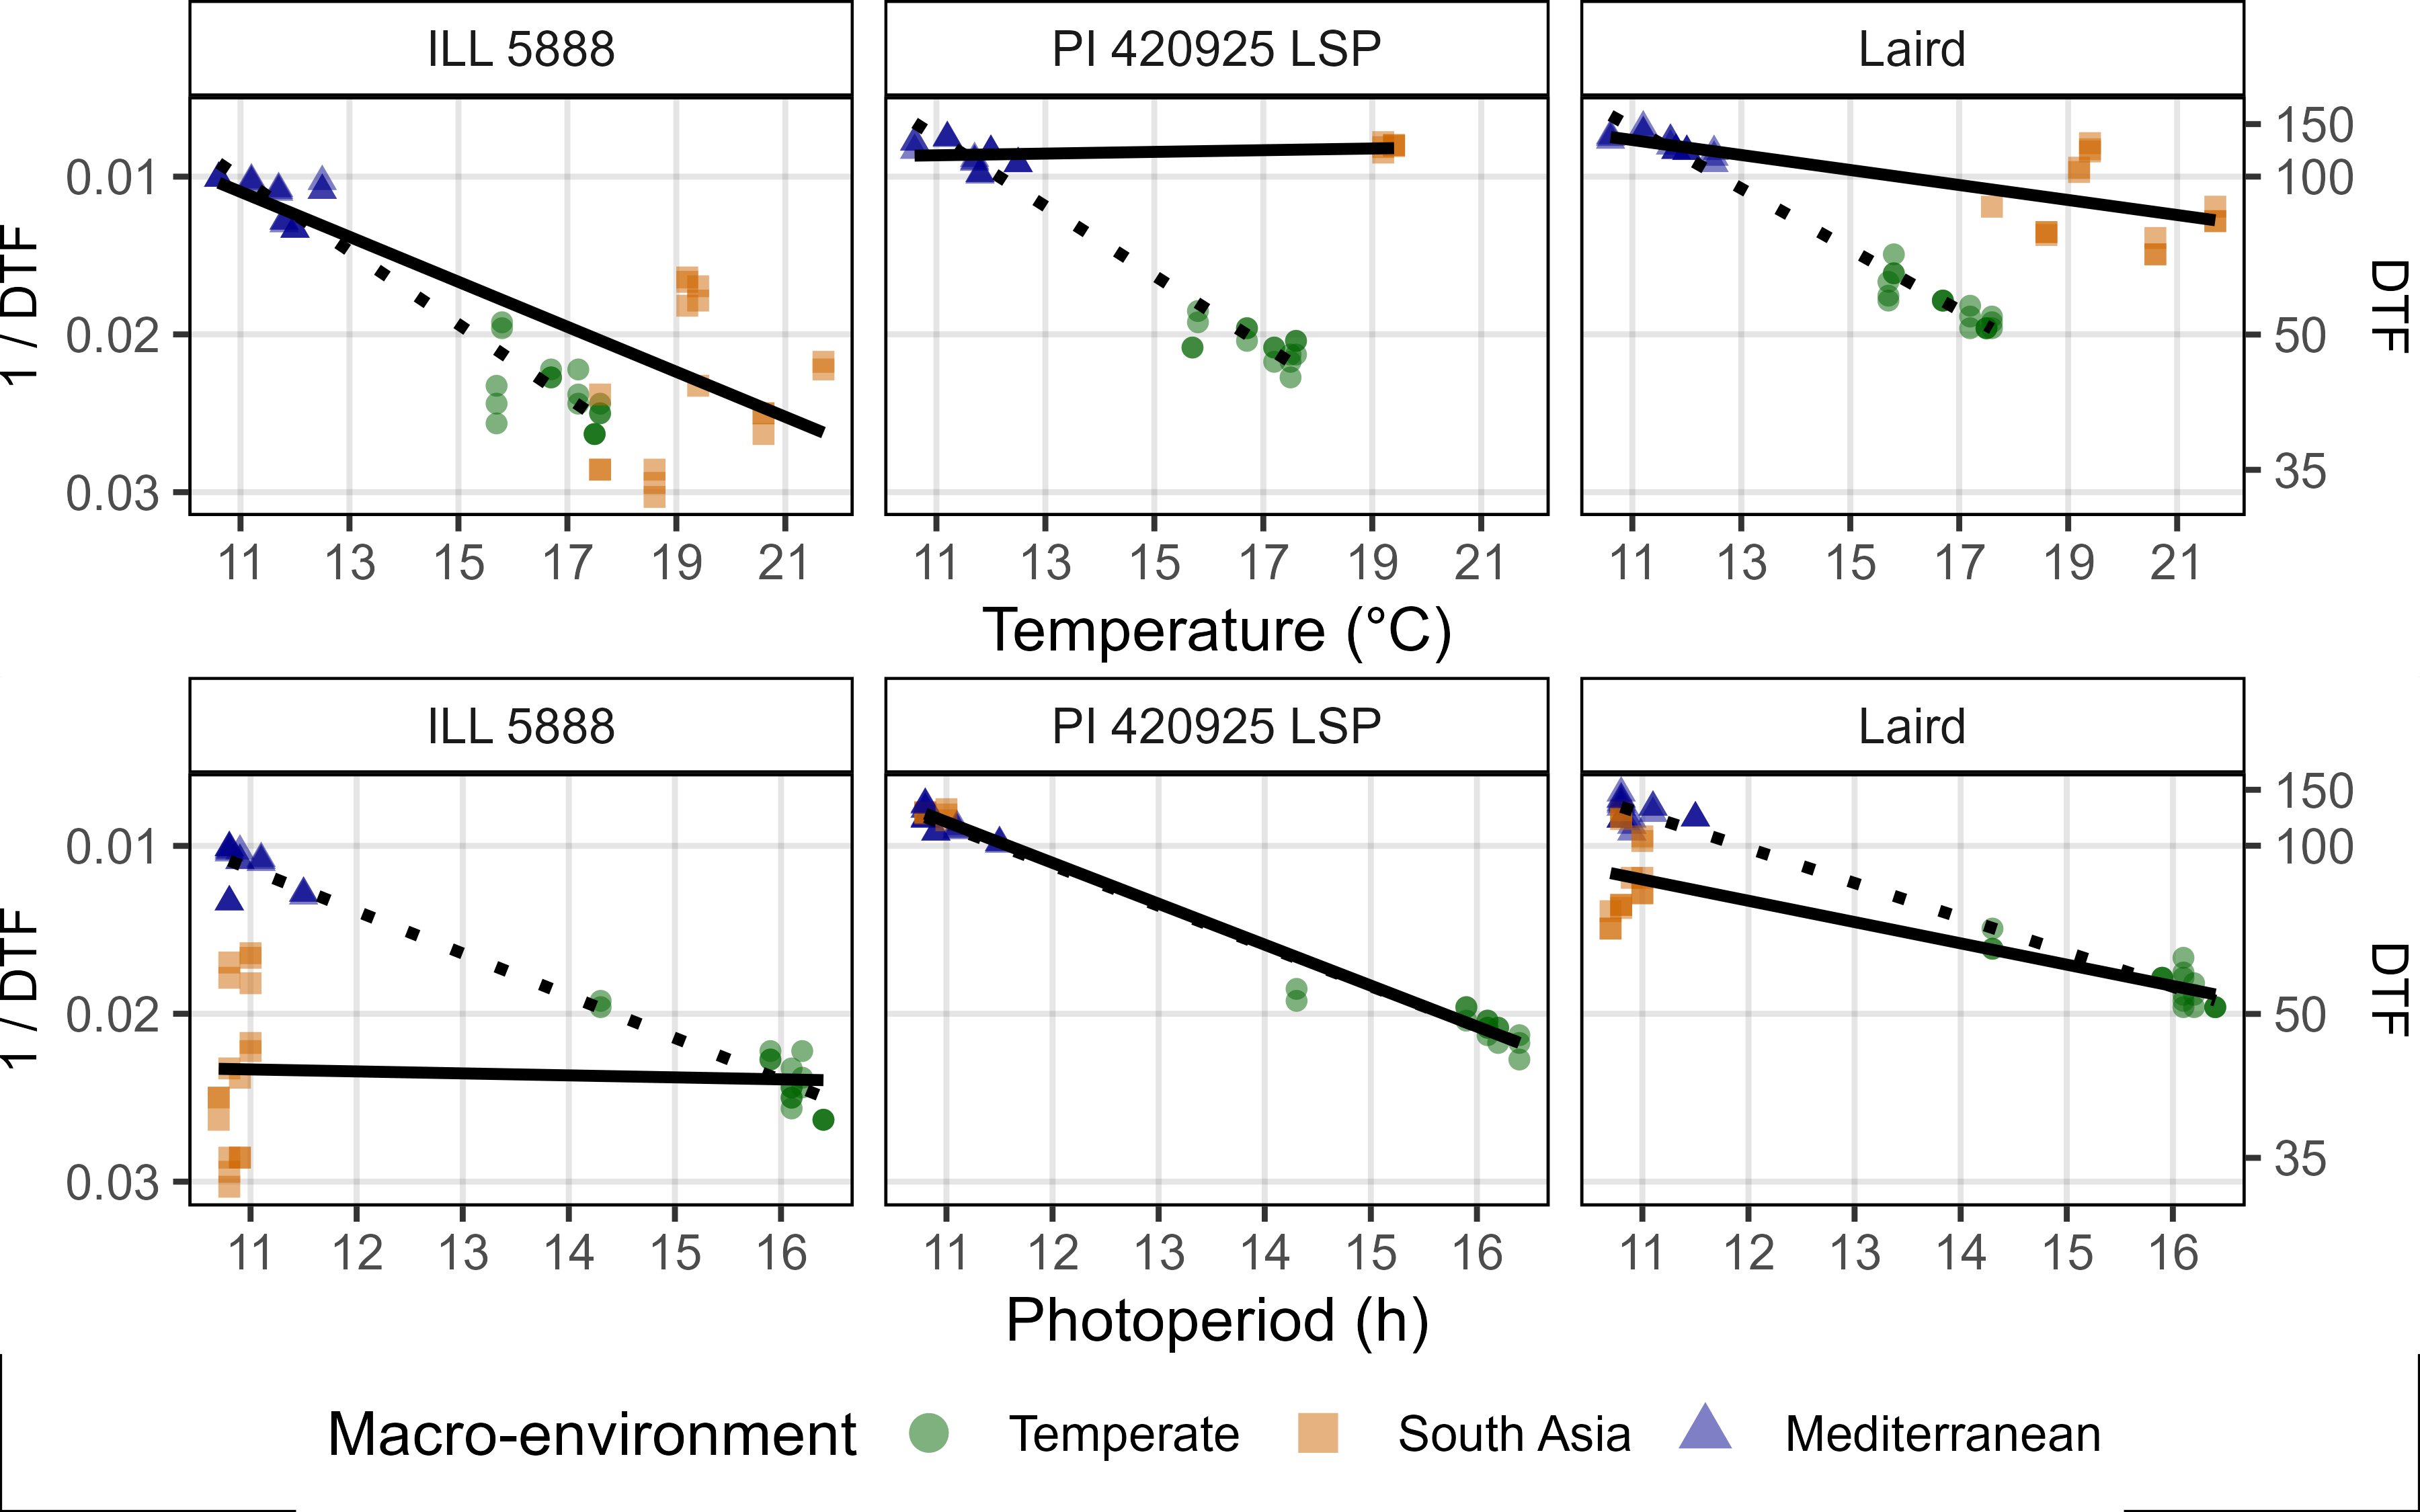 ILL 5888 PI 420925 LSP Laird
1 / DTF
0.01
0.02
0.03
150
100
50
35
DTF
11 13 15 17 19 21 11 13 15 17 19 21 11 13 15 17 19 21
Temperature (°C)
ILL 5888 PI 420925 LSP Laird
1 / DTF
0.01
0.02
0.03
150
100
50
35
DTF
11 12 13 14 15 16 11 12 13 14 15 16 11 12 13 14 15 16
Photoperiod (h)
Macro-environment Temperate South Asia Mediterranean